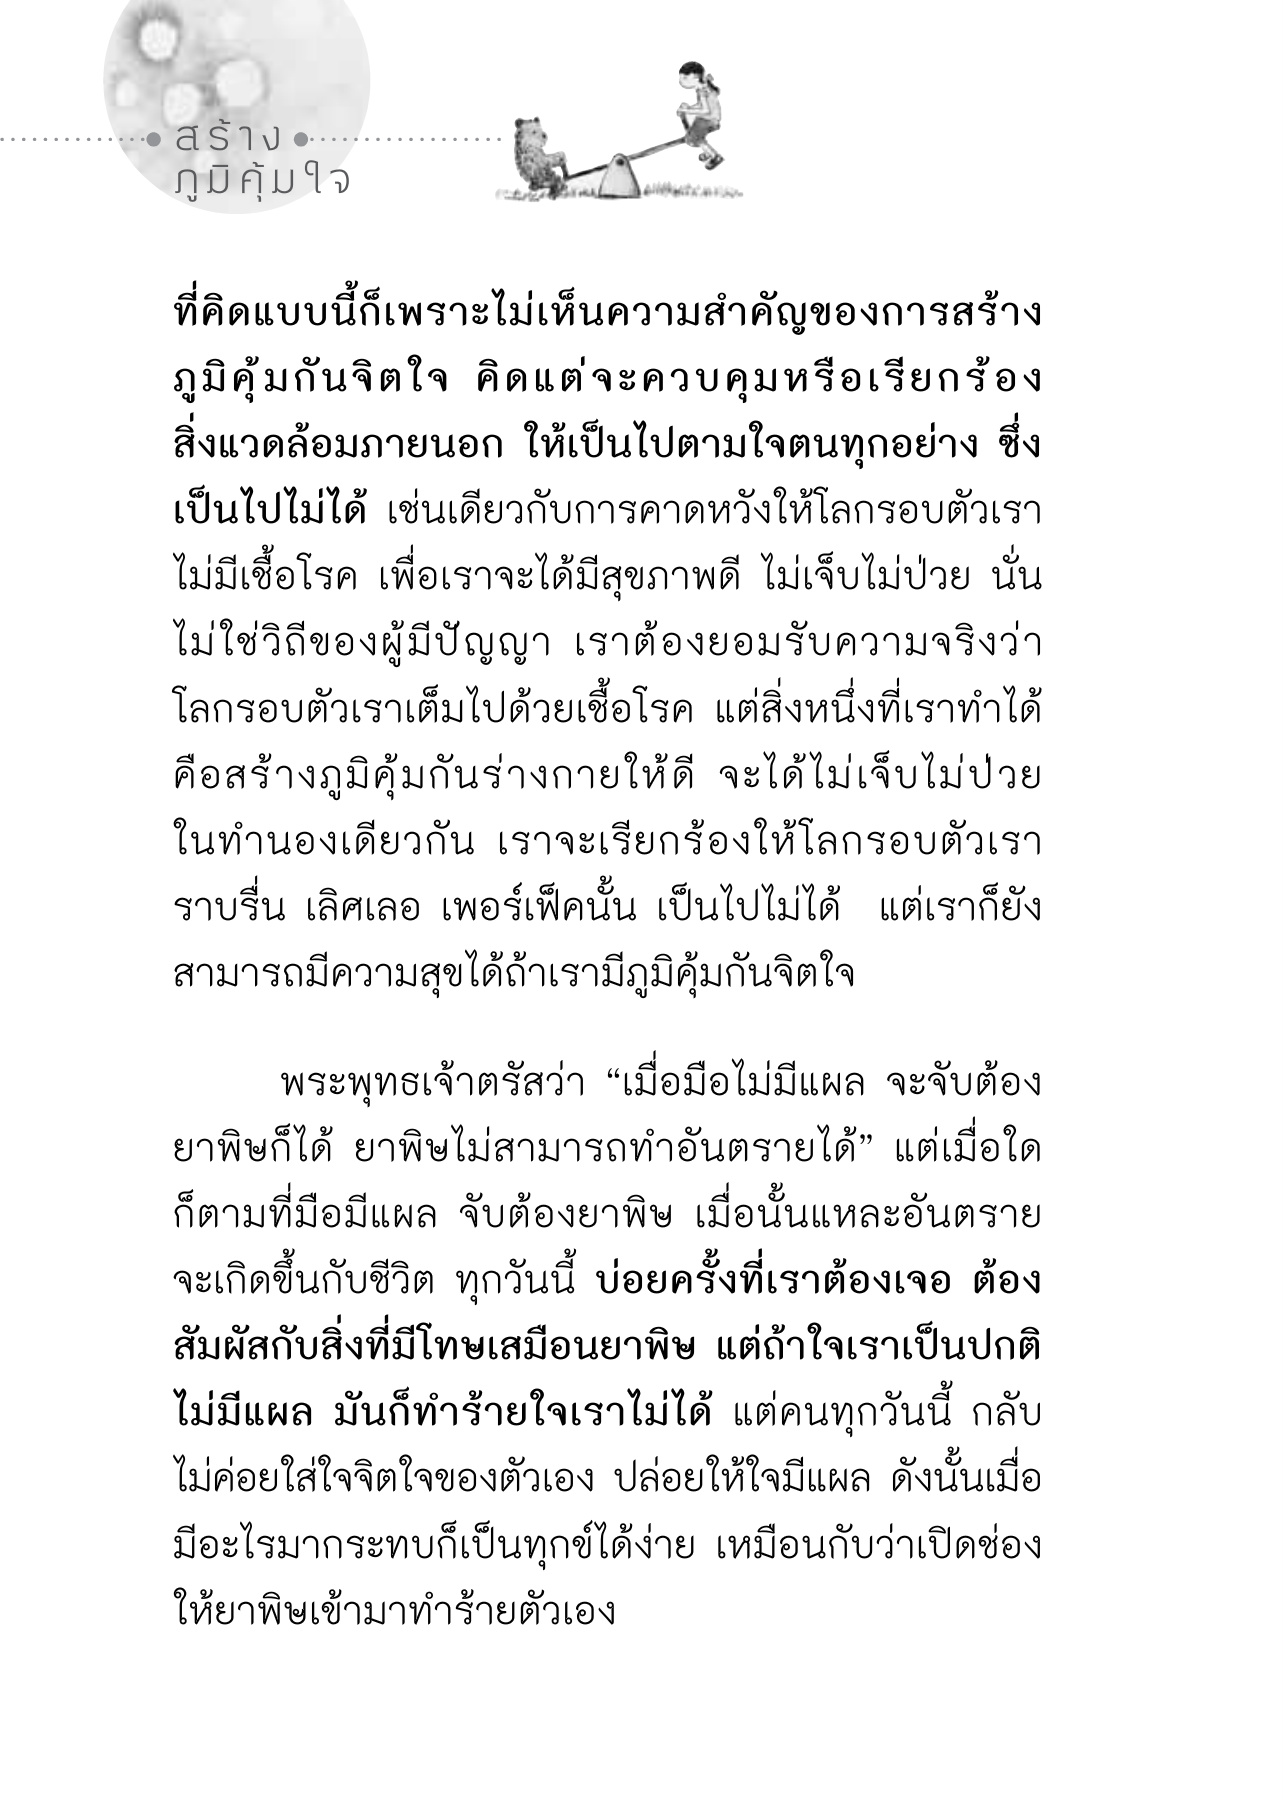 สร้าง
ภูมิคุ้มใจ
ที่คิดแบบนี้ก็เพราะไม่เห็นความสำคัญของการสร้าง
ภูมิคุ้มกันจิตใจ คิดแต่จะควบคุมหรือเรียกร้อง
สิ่งแวดล้อมภายนอก ให้เป็นไปตามใจตนทุกอย่าง ซึ่ง
เป็นไปไม่ได้ เช่นเดียวกับการคาดหวังให้โลกรอบตัวเรา
ไม่มีเชื้อโรค เพื่อเราจะได้มีสุขภาพดี ไม่เจ็บไม่ป่วย นั่น
ไม่ใช่วิถีของผู้มีปัญญา เราต้องยอมรับความจริงว่า
โลกรอบตัวเราเต็มไปด้วยเชื้อโรค แต่สิ่งหนึ่งที่เราทำได้
คือสร้างภูมิคุ้มกันร่างกายให้ดี จะได้ไม่เจ็บไม่ป่วย
ในทำนองเดียวกัน เราจะเรียกร้องให้โลกรอบตัวเรา
ราบรื่น เลิศเลอ เพอร์เฟ็คนั้น เป็นไปไม่ได้ แต่เราก็ยัง
สามารถมีความสุขได้ถ้าเรามีภูมิคุ้มกันจิตใจ
พระพุทธเจ้าตรัสว่า “เมื่อมือไม่มีแผล จะจับต้อง
ยาพิษก็ได้ ยาพิษไม่สามารถทำอันตรายได้” แต่เมื่อใด
ก็ตามที่มือมีแผล จับต้องยาพิษ เมื่อนั้นแหละอันตราย
จะเกิดขึ้นกับชีวิต ทุกวันนี้ บ่อยครั้งที่เราต้องเจอ ต้อง
สัมผัสกับสิ่งที่มีโทษเสมือนยาพิษ แต่ถ้าใจเราเป็นปกติ
ไม่มีแผล มันก็ทำร้ายใจเราไม่ได้ แต่คนทุกวันนี้ กลับ
ไม่ค่อยใส่ใจจิตใจของตัวเอง ปล่อยให้ใจมีแผล ดังนั้นเมื่อ
มีอะไรมากระทบก็เป็นทุกข์ได้ง่าย เหมือนกับว่าเปิดช่อง
ให้ยาพิษเข้ามาทำร้ายตัวเอง